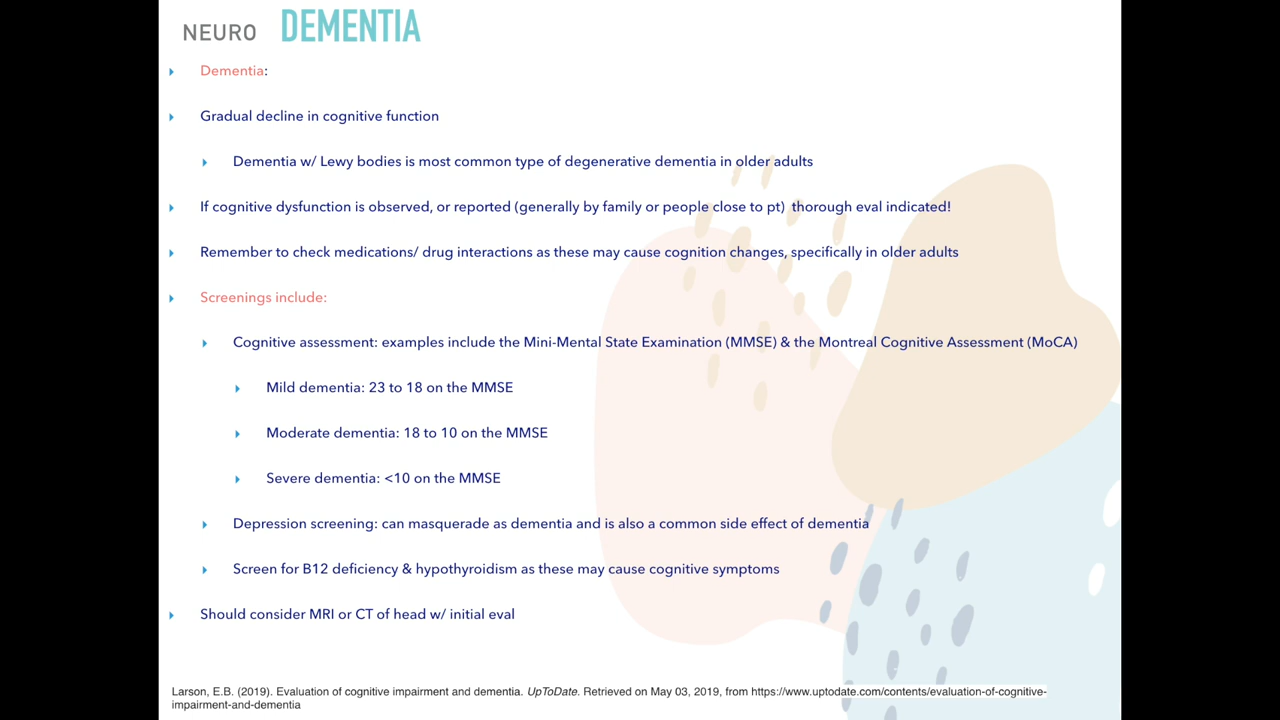 NEURO DEMENTIA
Dementia:
Gradual decline in cognitive function
Dementia w/ Lewy bodies is most common type of degenerative dementia in older adults
If cognitive dysfunction is observed, or reported (generally by family or people close to pt) thorough eval indicated!
Remember to check medications/ drug interactions as these may cause cognition changes, specifically in older adults
Screenings include:
Cognitive assessment: examples include the Mini-Mental State Examination (MMSE) & the Montreal Cognitive Assessment (MoCA)
Mild dementia: 23 to 18 on the MMSE
Moderate dementia: 18 to 10 on the MMSE
Severe dementia: <10 on the MMSE
Depression screening: can masquerade as dementia and is also a common side effect of dementia
Screen for B12 deficiency & hypothyroidism as these may cause cognitive symptoms
Should consider MRI or CT of head w/ initial eval
Larson, E.B. (2019). Evaluation of cognitive impairment and dementia. UpToDate. Retrieved on May 03, 2019, from https://www.uptodate.com/contents/evaluation-of-cognitive-
impairment-and-dementia